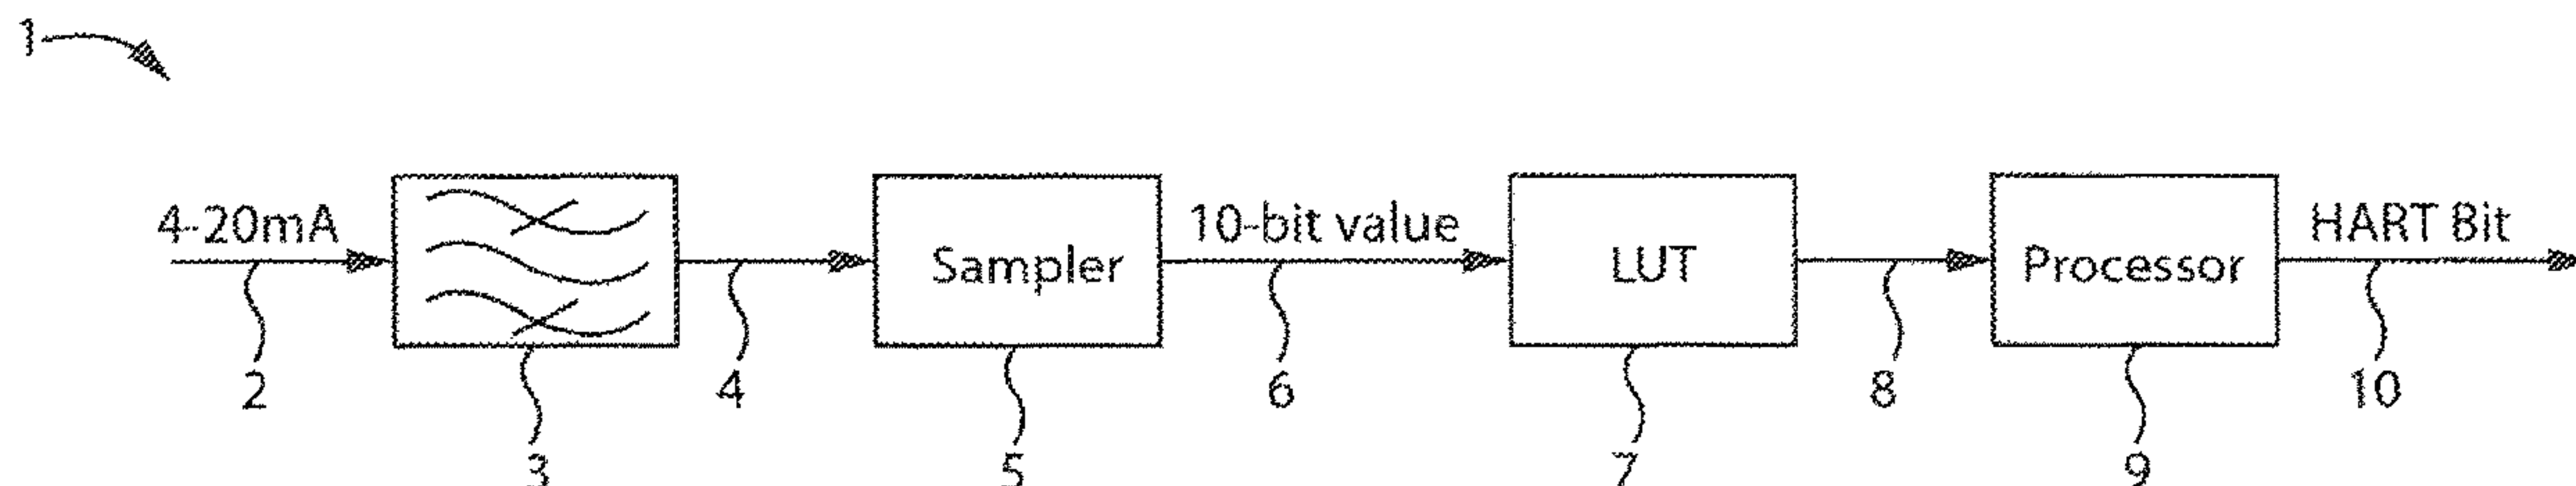 1
4-20mA
Sampler
10-bit value
LUT
Processor
HART Bit
2
3
4
5
6
7
8
9
10